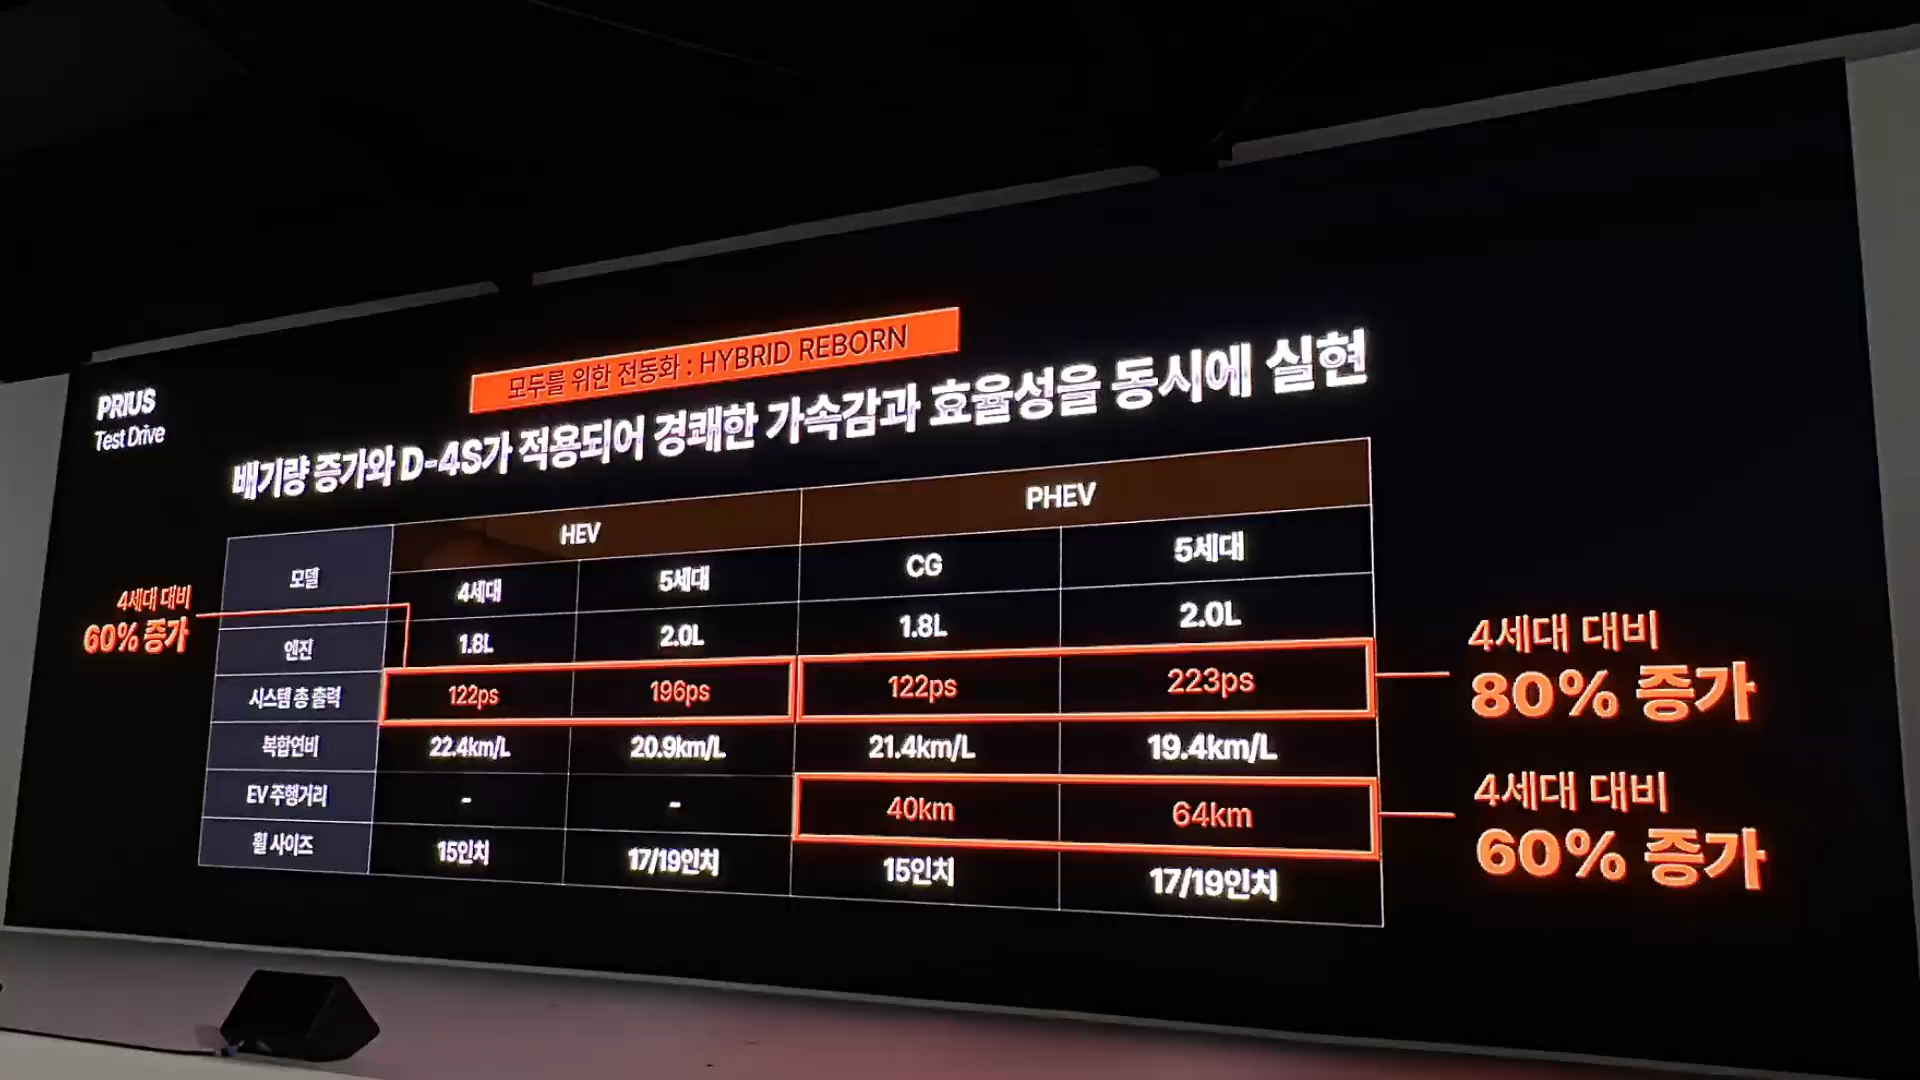 PRIUS
Test Drive
모두를 위한 전동화 : HYBRID REBORN
배기량 증가와 D-4S가 적용되어 경쾌한 가속감과 효율성을 동시에 실현
모델 HEV PHEV
4세대 5세대 CG 5세대
엔진 1.8L 2.0L 1.8L 2.0L
시스템 총 출력 122ps 196ps 122ps 223ps
복합연비 22.4km/L 20.9km/L 21.4km/L 19.4km/L
EV 주행거리 - - 40km 64km
휠 사이즈 15인치 17/19인치 15인치 17/19인치
4세대 대비
60% 증가
4세대 대비
80% 증가
4세대 대비
60% 증가